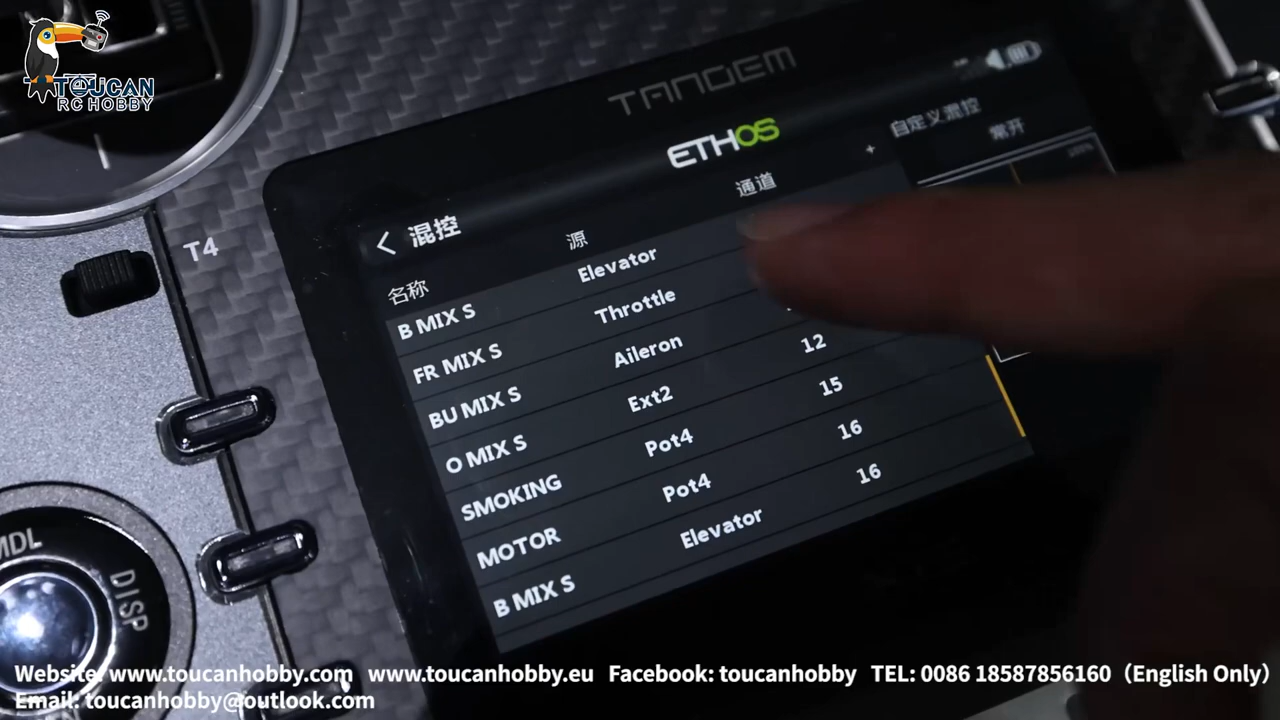 TOUCAN
RC HOBBY
TANDEM
ETHOS
自定义混控
常开
100%
T4
混控
名称 源 通道 +
B MIX S Elevator
FR MIX S Throttle
BU MIX S Aileron 12
O MIX S Ext2 15
SMOKING Pot4 16
MOTOR Pot4 16
B MIX S Elevator
MDL
DISP
Website: www.toucanhobby.com www.toucanhobby.eu Facebook: toucanhobby TEL: 0086 18587856160（English Only）
Email: toucanhobby@outlook.com